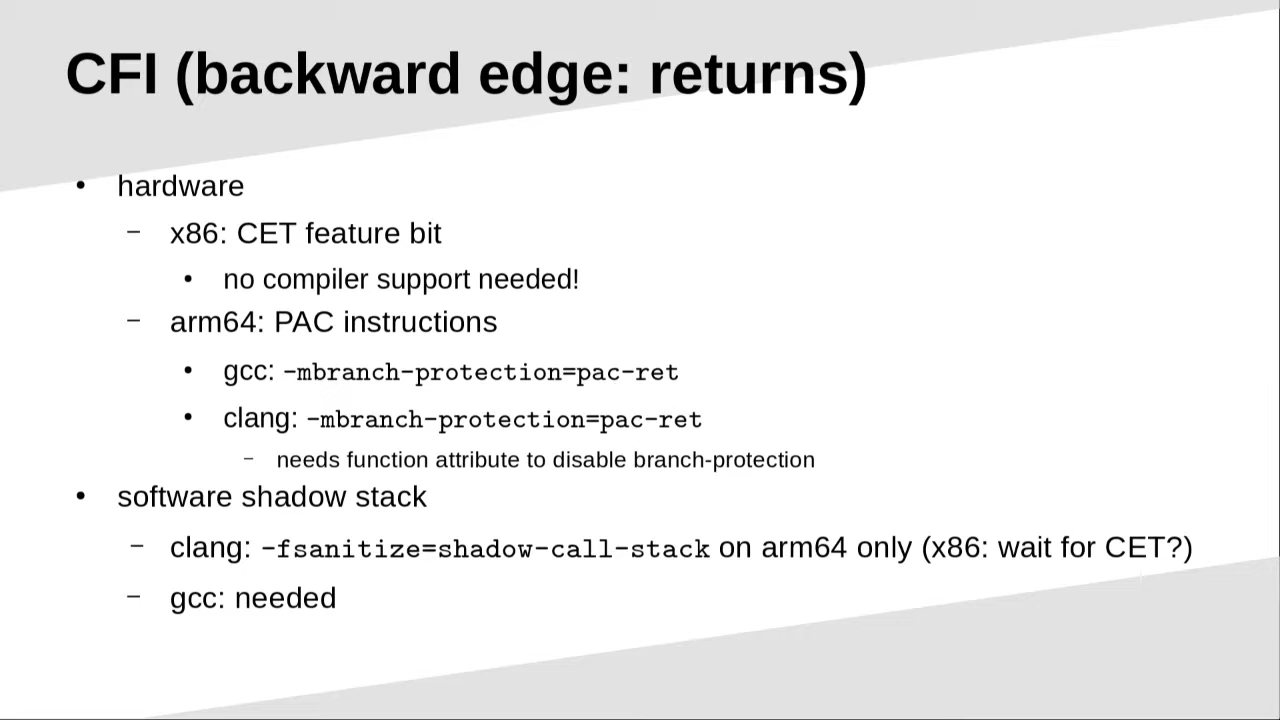 CFI (backward edge: returns)
• hardware
– x86: CET feature bit
• no compiler support needed!
– arm64: PAC instructions
• gcc: -mbranch-protection=pac-ret
• clang: -mbranch-protection=pac-ret
– needs function attribute to disable branch-protection
• software shadow stack
– clang: -fsanitize=shadow-call-stack on arm64 only (x86: wait for CET?)
– gcc: needed